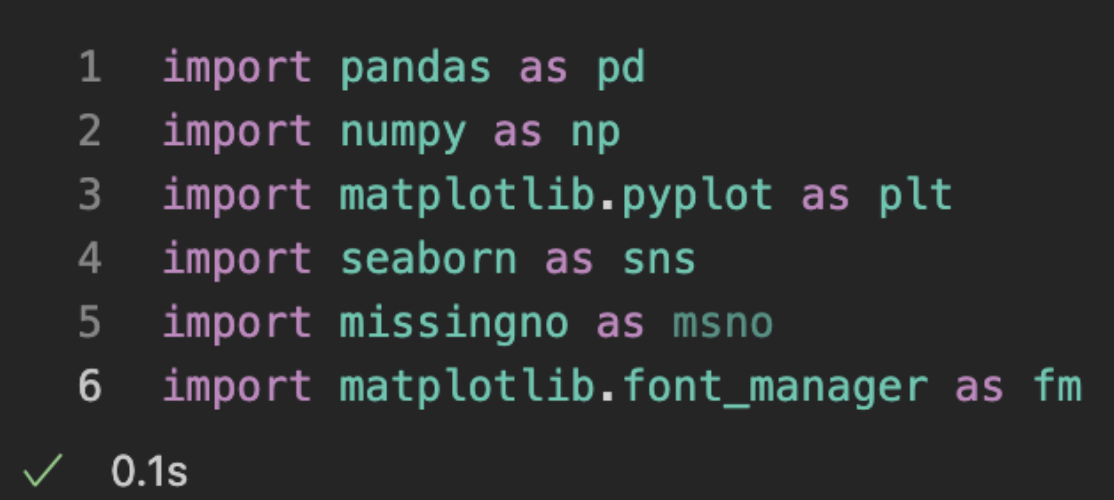 1 import pandas as pd
2 import numpy as np
3 import matplotlib.pyplot as plt
4 import seaborn as sns
5 import missingno as msno
6 import matplotlib.font_manager as fm
✓ 0.1s